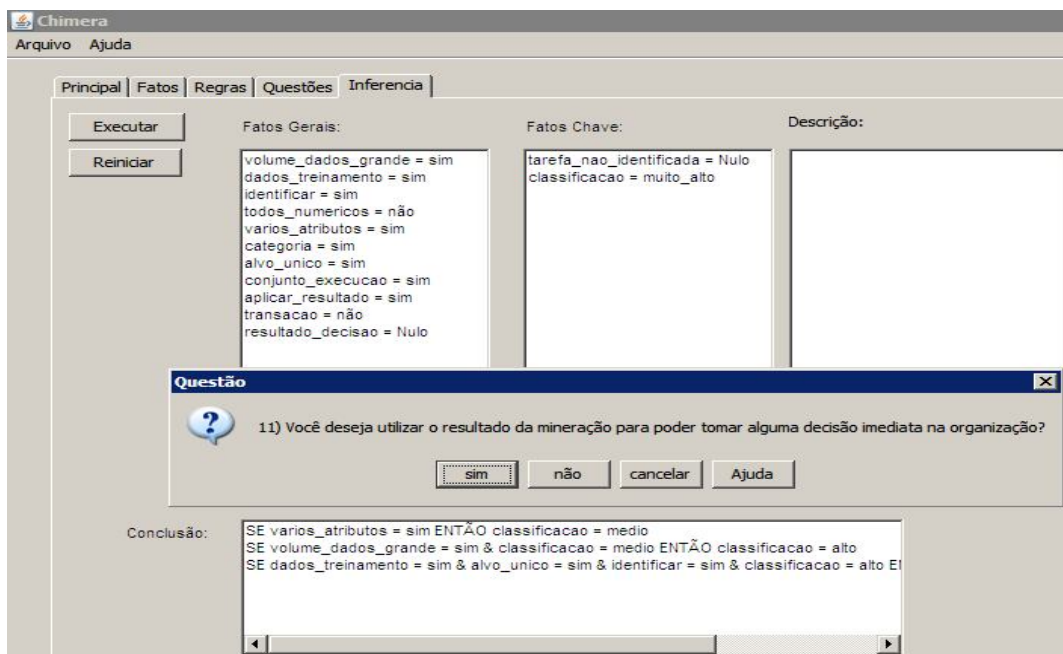 Chimera
Arquivo Ajuda
Principal Fatos Regras Questões Inferencia
Executar
Reiniciar
Fatos Gerais:
volume_dados_grande = sim
dados_treinamento = sim
identificar = sim
todos_numericos = não
varios_atributos = sim
categoria = sim
alvo_unico = sim
conjunto_execucao = sim
aplicar_resultado = sim
transacao = não
resultado_decisao = Nulo
Fatos Chave:
tarefa_nao_identificada = Nulo
classificacao = muito_alto
Descrição:
Questão
11) Você deseja utilizar o resultado da mineração para poder tomar alguma decisão imediata na organização?
sim não cancelar Ajuda
Conclusão:
SE varios_atributos = sim ENTÃO classificacao = medio
SE volume_dados_grande = sim & classificacao = medio ENTÃO classificacao = alto
SE dados_treinamento = sim & alvo_unico = sim & identificar = sim & classificacao = alto